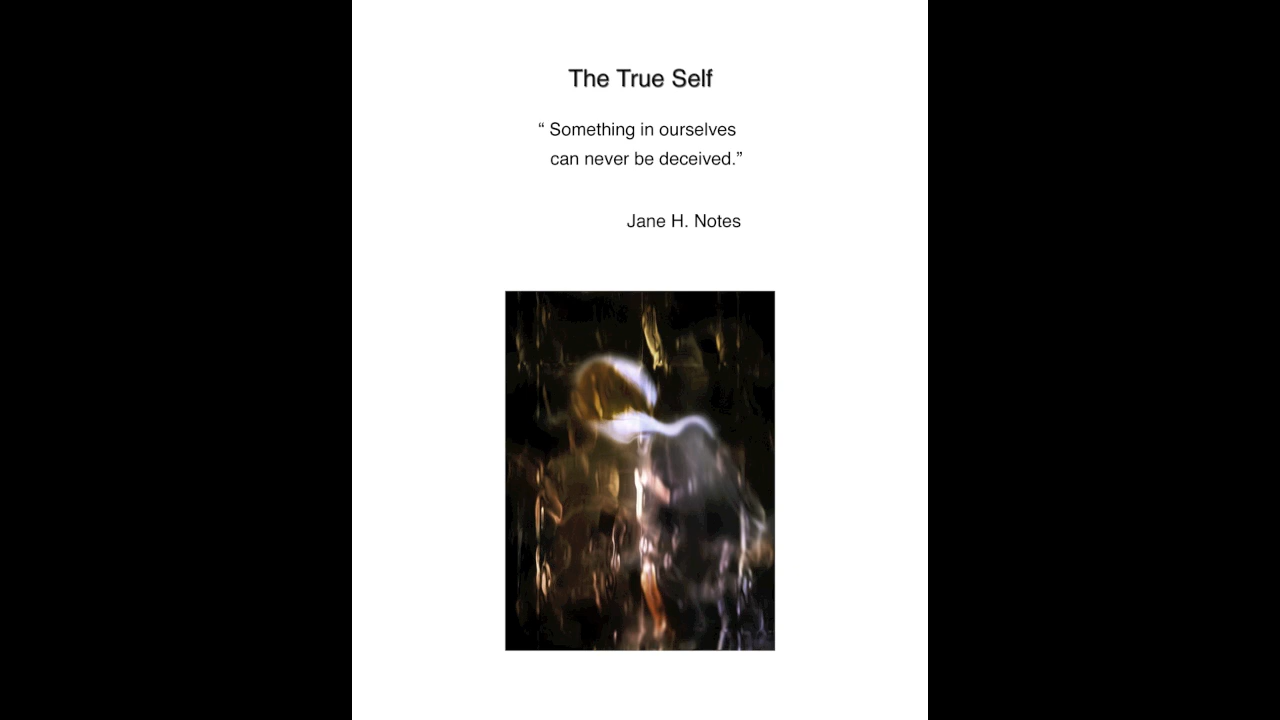 The True Self
“ Something in ourselves
can never be deceived.”
Jane H. Notes